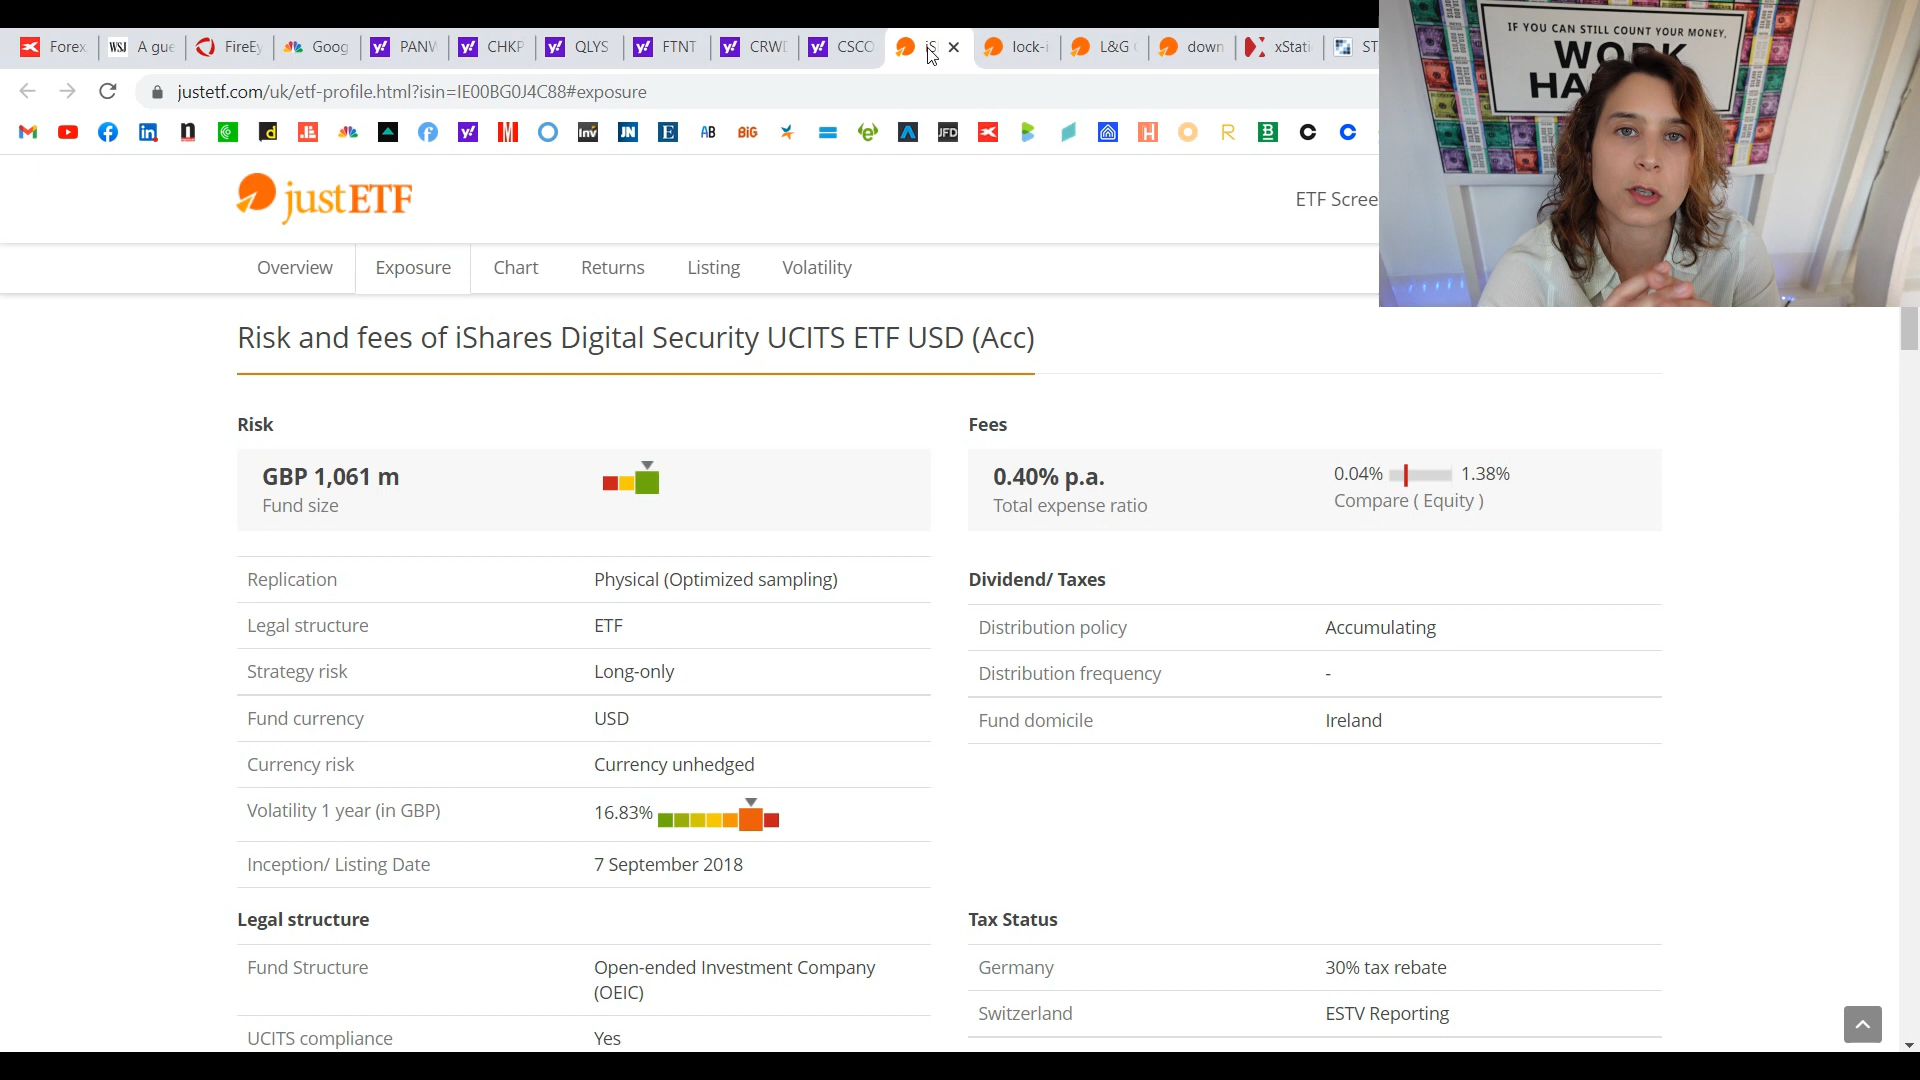 Forex
WSJ A gue
FireEy
Goog
PANW
CHKP
QLYS
FTNT
CRWD
CSCO
iS
lock-i
L&G
down
xStati
ST
justetf.com/uk/etf-profile.html?isin=IE00BG0J4C88#exposure
justETF
ETF Scree
Overview Exposure Chart Returns Listing Volatility
IF YOU CAN STILL COUNT YOUR MONEY,
WORK
HA
Risk and fees of iShares Digital Security UCITS ETF USD (Acc)
Risk
GBP 1,061 m
Fund size
Replication Physical (Optimized sampling)
Legal structure ETF
Strategy risk Long-only
Fund currency USD
Currency risk Currency unhedged
Volatility 1 year (in GBP) 16.83%
Inception/ Listing Date 7 September 2018
Legal structure
Fund Structure Open-ended Investment Company
(OEIC)
UCITS compliance Yes
Fees
0.40% p.a.
Total expense ratio
0.04% 1.38%
Compare ( Equity )
Dividend/ Taxes
Distribution policy Accumulating
Distribution frequency -
Fund domicile Ireland
Tax Status
Germany 30% tax rebate
Switzerland ESTV Reporting